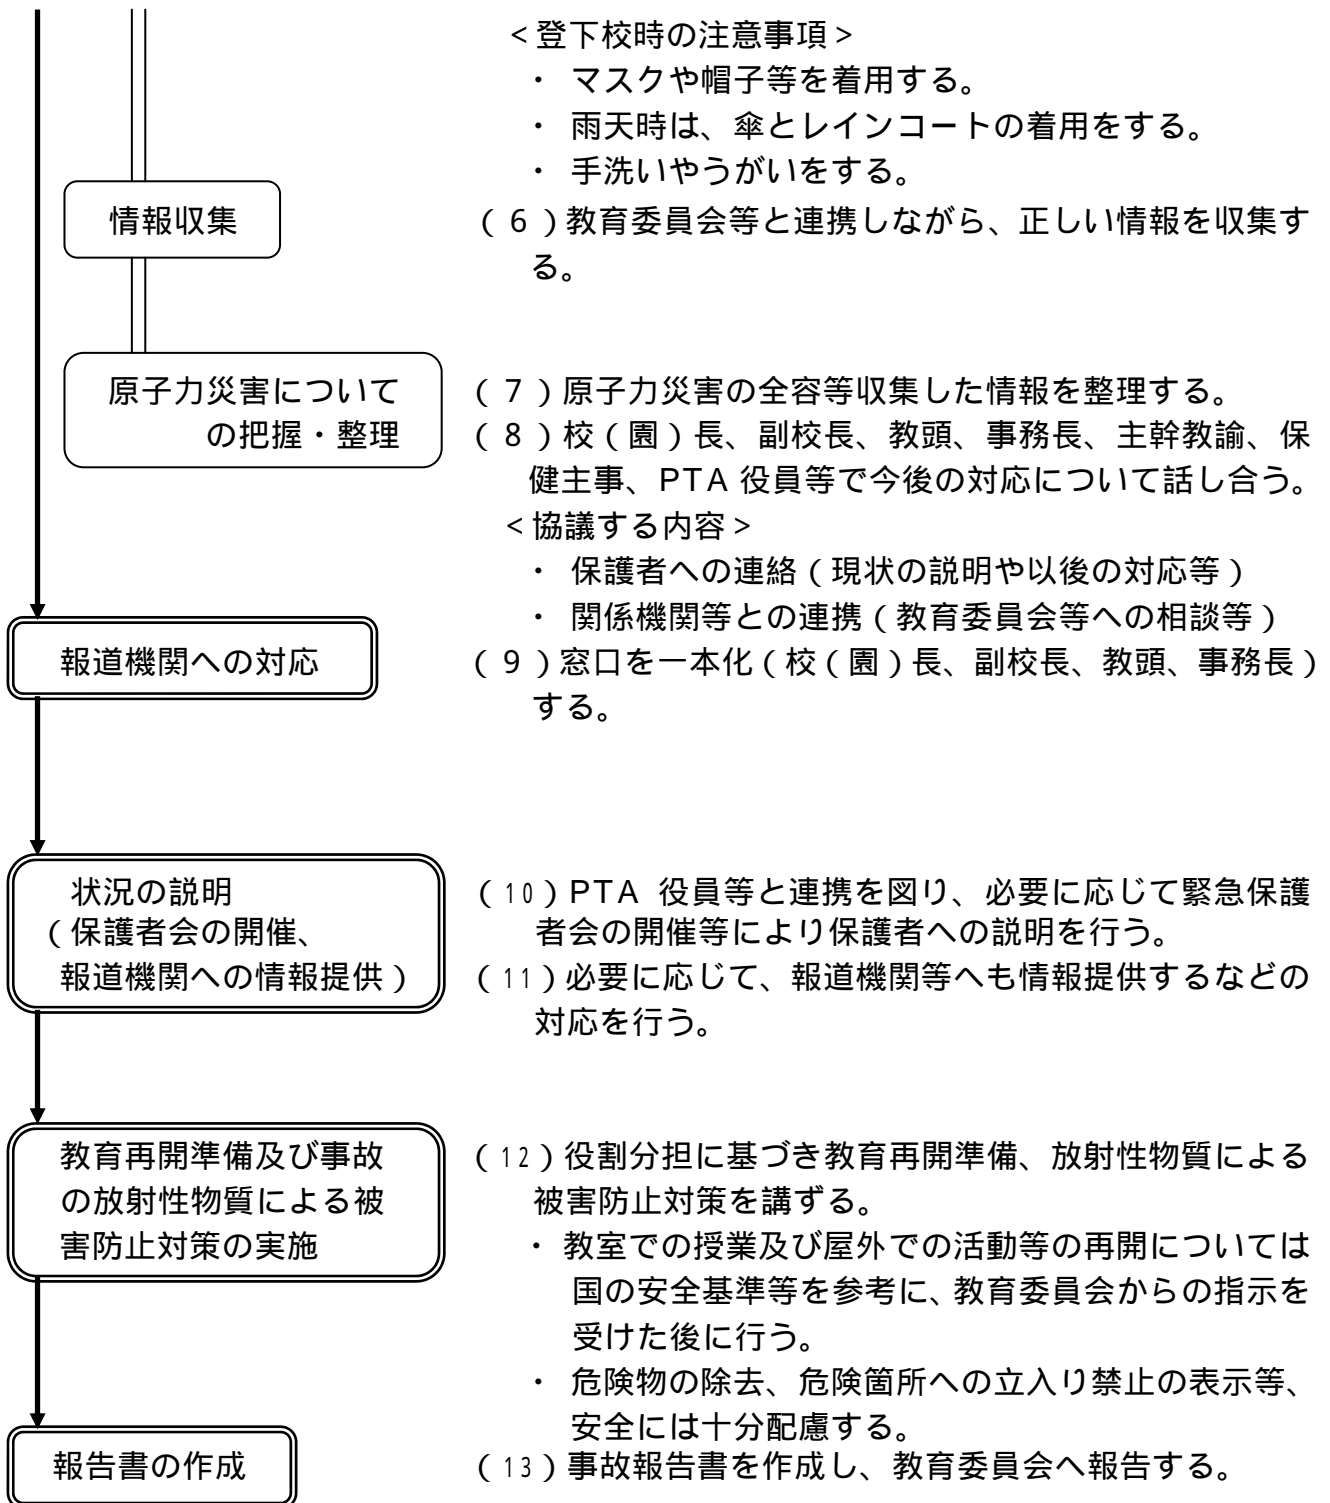 ＜登下校時の注意事項＞
・ マスクや帽子等を着用する。
・ 雨天時は、傘とレインコートの着用をする。
・ 手洗いやうがいをする。
情報収集
（６）教育委員会等と連携しながら、正しい情報を収集す
る。
原子力災害について
の把握・整理
（７）原子力災害の全容等収集した情報を整理する。
（８）校（園）長、副校長、教頭、事務長、主幹教諭、保
健主事、PTA 役員等で今後の対応について話し合う。
＜協議する内容＞
・ 保護者への連絡（現状の説明や以後の対応等）
・ 関係機関等との連携（教育委員会等への相談等）
報道機関への対応
（９）窓口を一本化（校（園）長、副校長、教頭、事務長）
する。
状況の説明
（保護者会の開催、
報道機関への情報提供）
（10）PTA 役員等と連携を図り、必要に応じて緊急保護
者会の開催等により保護者への説明を行う。
（11）必要に応じて、報道機関等へも情報提供するなどの
対応を行う。
教育再開準備及び事故
の放射性物質による被
害防止対策の実施
（12）役割分担に基づき教育再開準備、放射性物質による
被害防止対策を講ずる。
・ 教室での授業及び屋外での活動等の再開については
国の安全基準等を参考に、教育委員会からの指示を
受けた後に行う。
・ 危険物の除去、危険箇所への立入り禁止の表示等、
安全には十分配慮する。
報告書の作成
（13）事故報告書を作成し、教育委員会へ報告する。